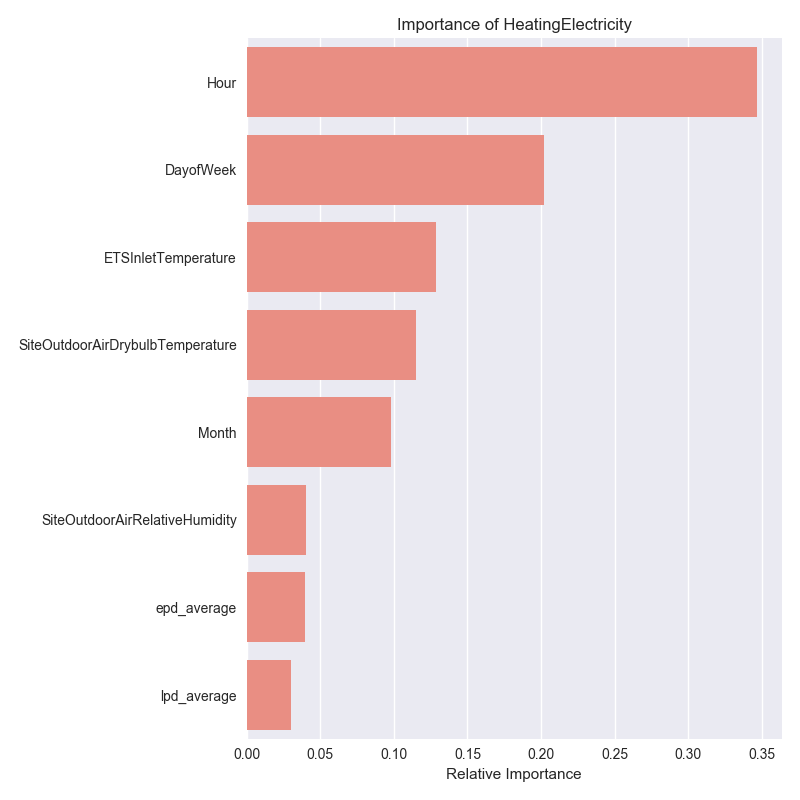 Importance of HeatingElectricity
Hour
DayofWeek
ETSInletTemperature
SiteOutdoorAirDrybulbTemperature
Month
SiteOutdoorAirRelativeHumidity
epd_average
lpd_average
0.00 0.05 0.10 0.15 0.20 0.25 0.30 0.35
Relative Importance